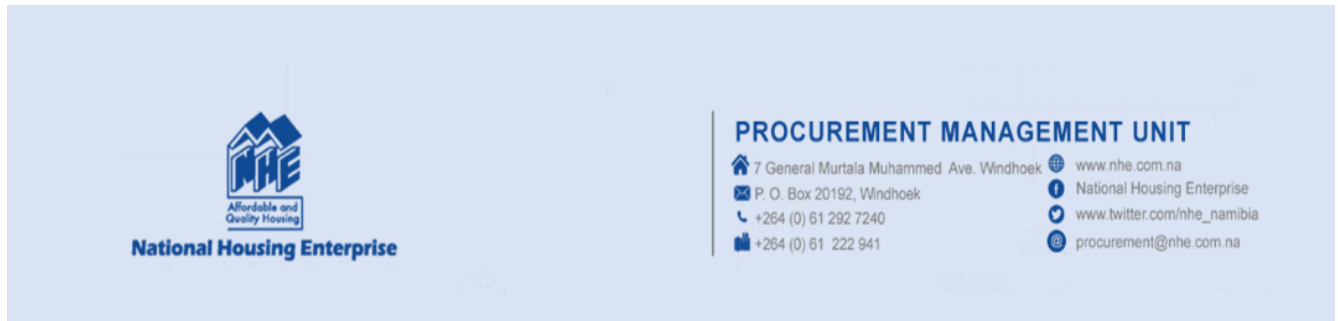 NHE
Affordable and
Quality Housing
National Housing Enterprise
PROCUREMENT MANAGEMENT UNIT
7 General Murtala Muhammed Ave. Windhoek
P. O. Box 20192, Windhoek
+264 (0) 61 292 7240
+264 (0) 61 222 941
www.nhe.com.na
National Housing Enterprise
www.twitter.com/nhe_namibia
procurement@nhe.com.na